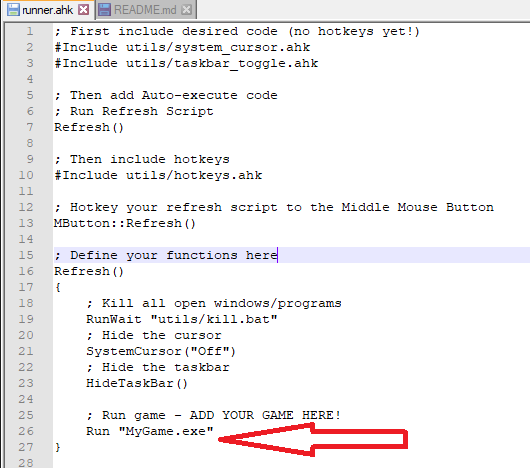 runner.ahk README.md
1 ; First include desired code (no hotkeys yet!)
2 #Include utils/system_cursor.ahk
3 #Include utils/taskbar_toggle.ahk
4
5 ; Then add Auto-execute code
6 ; Run Refresh Script
7 Refresh()
8
9 ; Then include hotkeys
10 #Include utils/hotkeys.ahk
11
12 ; Hotkey your refresh script to the Middle Mouse Button
13 MButton::Refresh()
14
15 ; Define your functions here
16 Refresh()
17 {
18 ; Kill all open windows/programs
19 RunWait "utils/kill.bat"
20 ; Hide the cursor
21 SystemCursor("Off")
22 ; Hide the taskbar
23 HideTaskBar()
24
25 ; Run game - ADD YOUR GAME HERE!
26 Run "MyGame.exe"
27 }
28